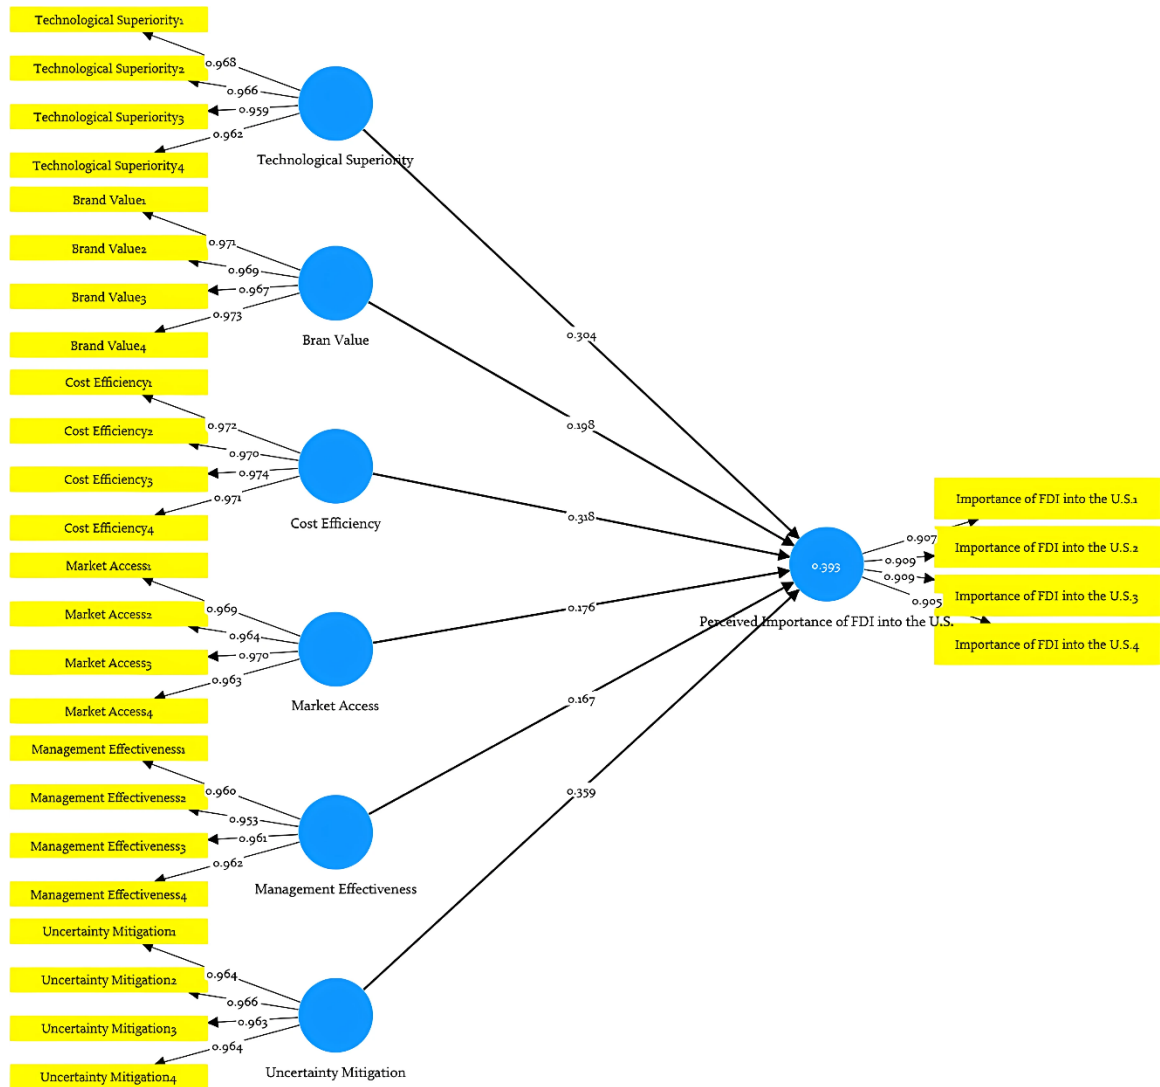 Technological Superiority1
0.968
Technological Superiority2
0.966
Technological Superiority3
0.959
0.962
Technological Superiority4
Technological Superiority
Brand Value1
0.971
Brand Value2
0.969
Brand Value3
0.967
0.973
Brand Value4
Bran Value
Cost Efficiency1
0.972
Cost Efficiency2
0.970
Cost Efficiency3
0.974
0.971
Cost Efficiency4
Cost Efficiency
Market Access1
0.969
Market Access2
0.964
Market Access3
0.970
0.963
Market Access4
Market Access
Management Effectiveness1
0.960
Management Effectiveness2
0.953
Management Effectiveness3
0.961
0.962
Management Effectiveness4
Management Effectiveness
Uncertainty Mitigation1
0.964
Uncertainty Mitigation2
0.966
Uncertainty Mitigation3
0.963
0.964
Uncertainty Mitigation4
Uncertainty Mitigation
0.304
0.198
0.318
0.176
0.167
0.359
0.393
Perceived Importance of FDI into the U.S.
0.907
0.909
0.909
0.905
Importance of FDI into the U.S.1
Importance of FDI into the U.S.2
Importance of FDI into the U.S.3
Importance of FDI into the U.S.4